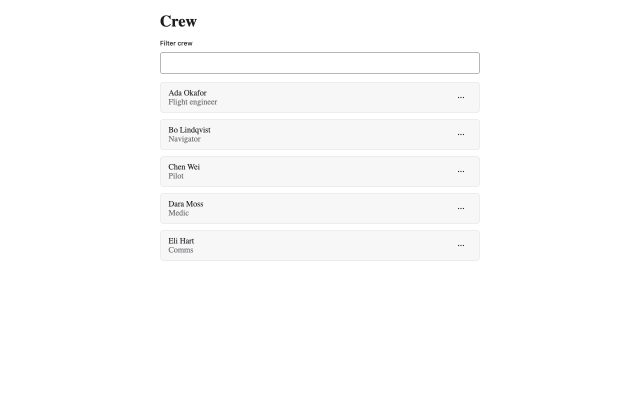 Crew
Filter crew
Ada Okafor
...
Flight engineer
Bo Lindqvist
...
Navigator
Chen Wei
...
Pilot
Dara Moss
...
Medic
Eli Hart
...
Comms